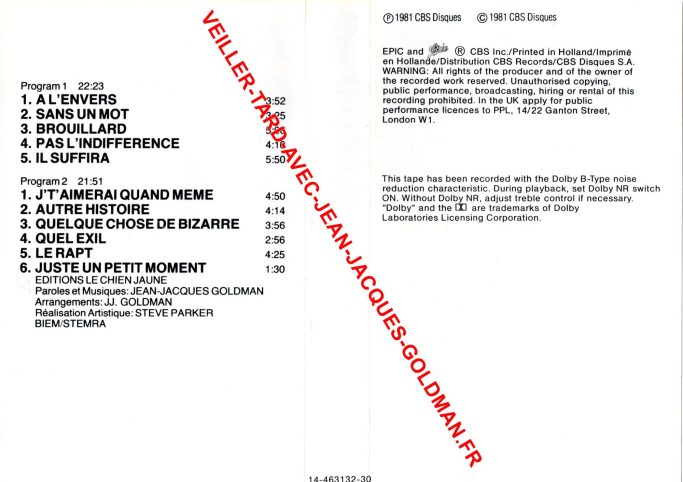 Program 1 22:23
1. A L'ENVERS 3:52
2. SANS UN MOT 3:25
3. BROUILLARD
4. PAS L'INDIFFERENCE 4:16
5. IL SUFFIRA 5:50
Program 2 21:51
1. J'T'AIMERAI QUAND MEME 4:50
2. AUTRE HISTOIRE 4:14
3. QUELQUE CHOSE DE BIZARRE 3:56
4. QUEL EXIL 2:56
5. LE RAPT 4:25
6. JUSTE UN PETIT MOMENT 1:30
EDITIONS LE CHIEN JAUNE
Paroles et Musiques: JEAN-JACQUES GOLDMAN
Arrangements: JJ. GOLDMAN
Réalisation Artistique: STEVE PARKER
BIEM/STEMRA
VEILLER-TARD-AVEC-JEAN-JACQUES-GOLDMAN.FR
14-463132-30
Ⓟ 1981 CBS Disques © 1981 CBS Disques
EPIC and Epic ® CBS Inc./Printed in Holland/Imprimé
en Hollande/Distribution CBS Records/CBS Disques S.A.
WARNING: All rights of the producer and of the owner of
the recorded work reserved. Unauthorised copying,
public performance, broadcasting, hiring or rental of this
recording prohibited. In the UK apply for public
performance licences to PPL, 14/22 Ganton Street,
London W1.
This tape has been recorded with the Dolby B-Type noise
reduction characteristic. During playback, set Dolby NR switch
ON. Without Dolby NR, adjust treble control if necessary.
"Dolby" and the are trademarks of Dolby
Laboratories Licensing Corporation.